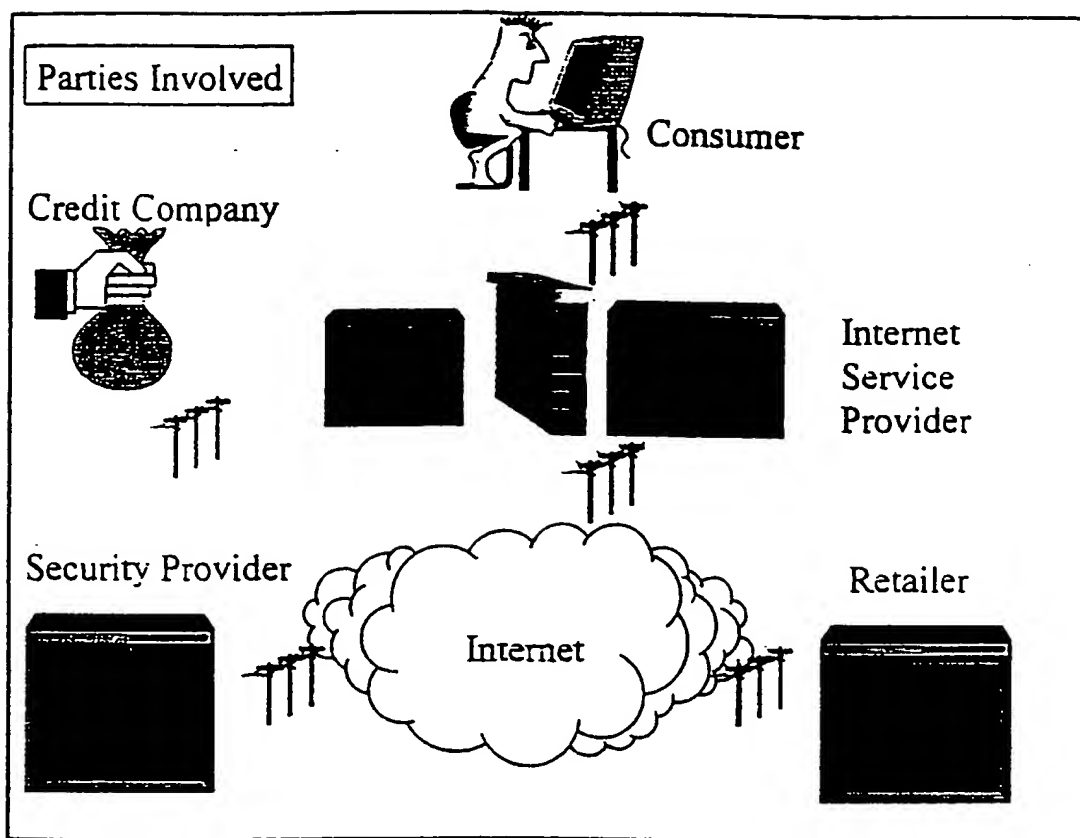 Parties Involved
Consumer
Credit Company
Internet
Service
Provider
Security Provider
Retailer
Internet